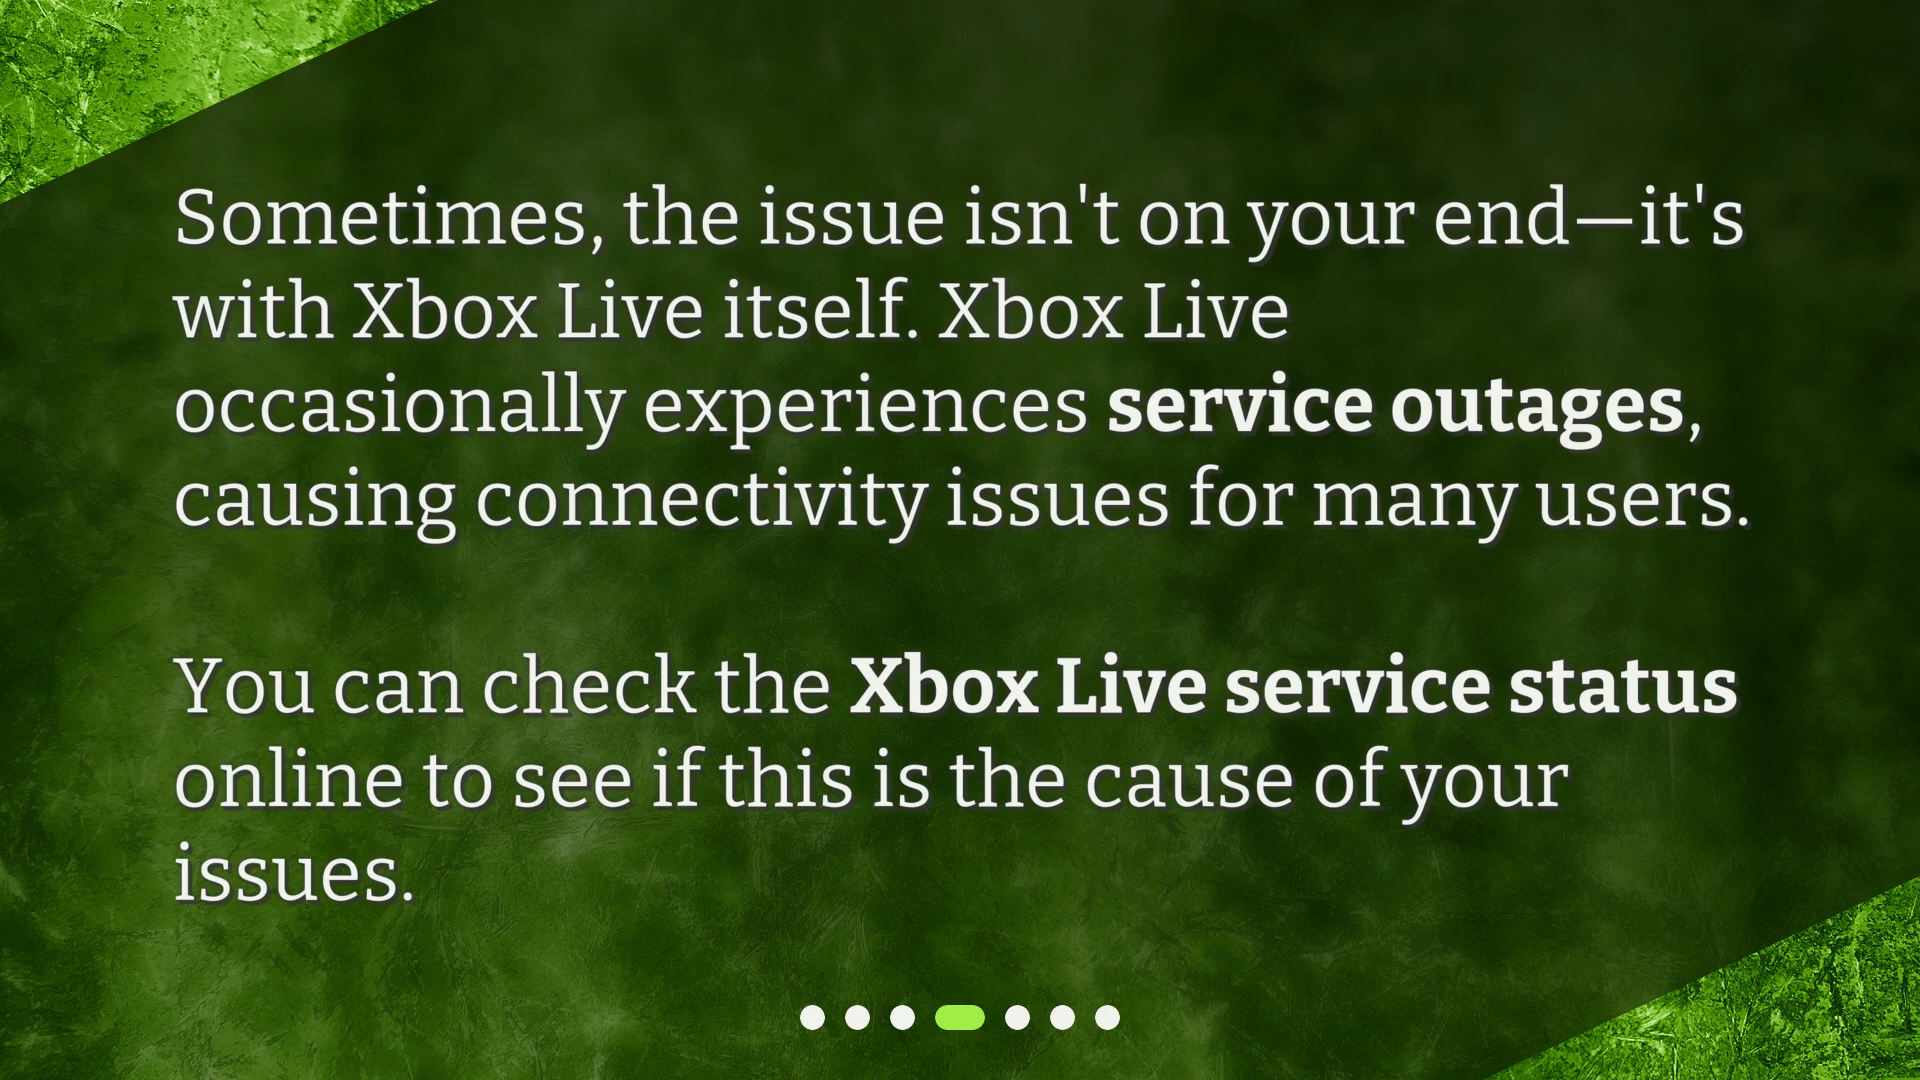 Sometimes, the issue isn't on your end—it's
with Xbox Live itself. Xbox Live
occasionally experiences service outages,
causing connectivity issues for many users.
You can check the Xbox Live service status
online to see if this is the cause of your
issues.